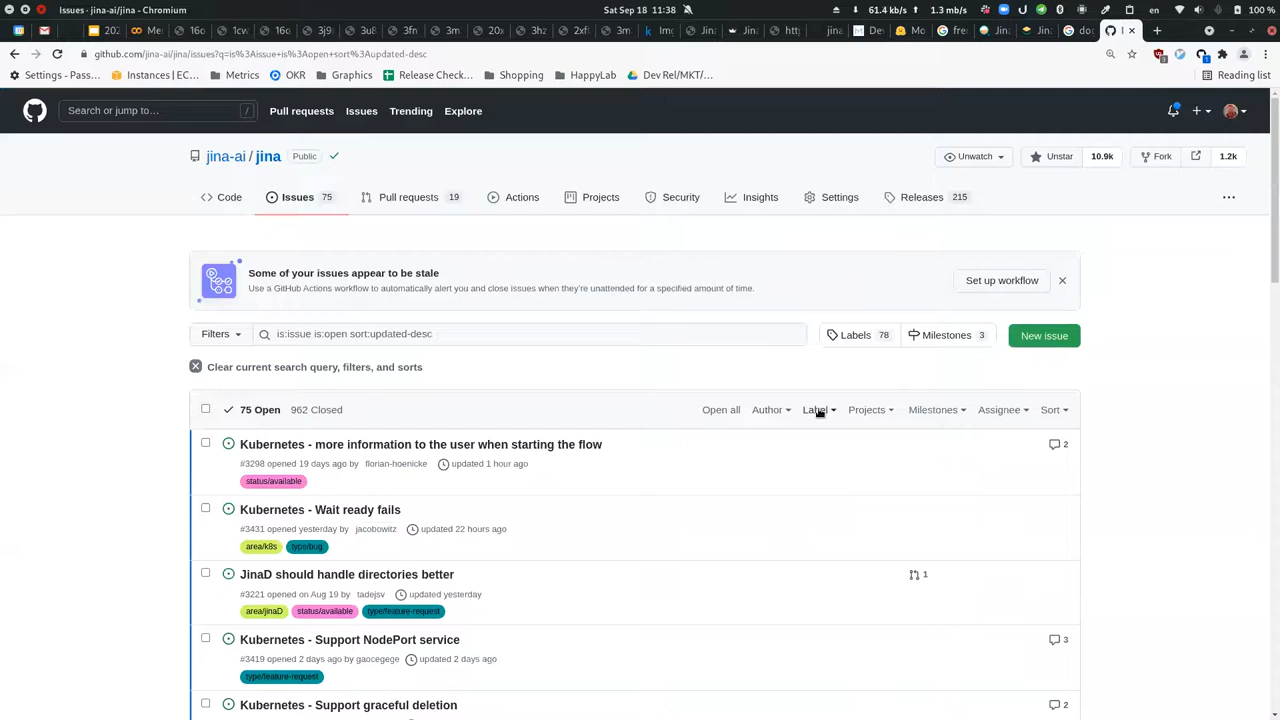 Issues · jina-ai/jina - Chromium
Sat Sep 18 11:38
61.4 kb/s
1.3 mb/s
en
100 %
github.com/jina-ai/jina/issues?q=is%3Aissue+is%3Aopen+sort%3Aupdated-desc
Settings - Pass…
Instances | EC…
Metrics
OKR
Graphics
Release Check…
Shopping
HappyLab
Dev Rel/MKT/…
Reading list
Search or jump to…
/
Pull requests
Issues
Trending
Explore
jina-ai / jina
Public
Unwatch
Unstar
10.9k
Fork
1.2k
Code
Issues 75
Pull requests 19
Actions
Projects
Security
Insights
Settings
Releases 215
Some of your issues appear to be stale
Use a GitHub Actions workflow to automatically alert you and close issues when they're unattended for a specified amount of time.
Set up workflow
Filters
is:issue is:open sort:updated-desc
Labels 78
Milestones 3
New issue
Clear current search query, filters, and sorts
75 Open
962 Closed
Open all
Author
Label
Projects
Milestones
Assignee
Sort
Kubernetes - more information to the user when starting the flow
2
#3298 opened 19 days ago by florian-hoenicke updated 1 hour ago
status/available
Kubernetes - Wait ready fails
#3431 opened yesterday by jacobowitz updated 22 hours ago
area/k8s type/bug
JinaD should handle directories better
1
#3221 opened on Aug 19 by tadejsv updated yesterday
area/jinaD status/available type/feature-request
Kubernetes - Support NodePort service
3
#3419 opened 2 days ago by gaocegege updated 2 days ago
type/feature-request
Kubernetes - Support graceful deletion
2